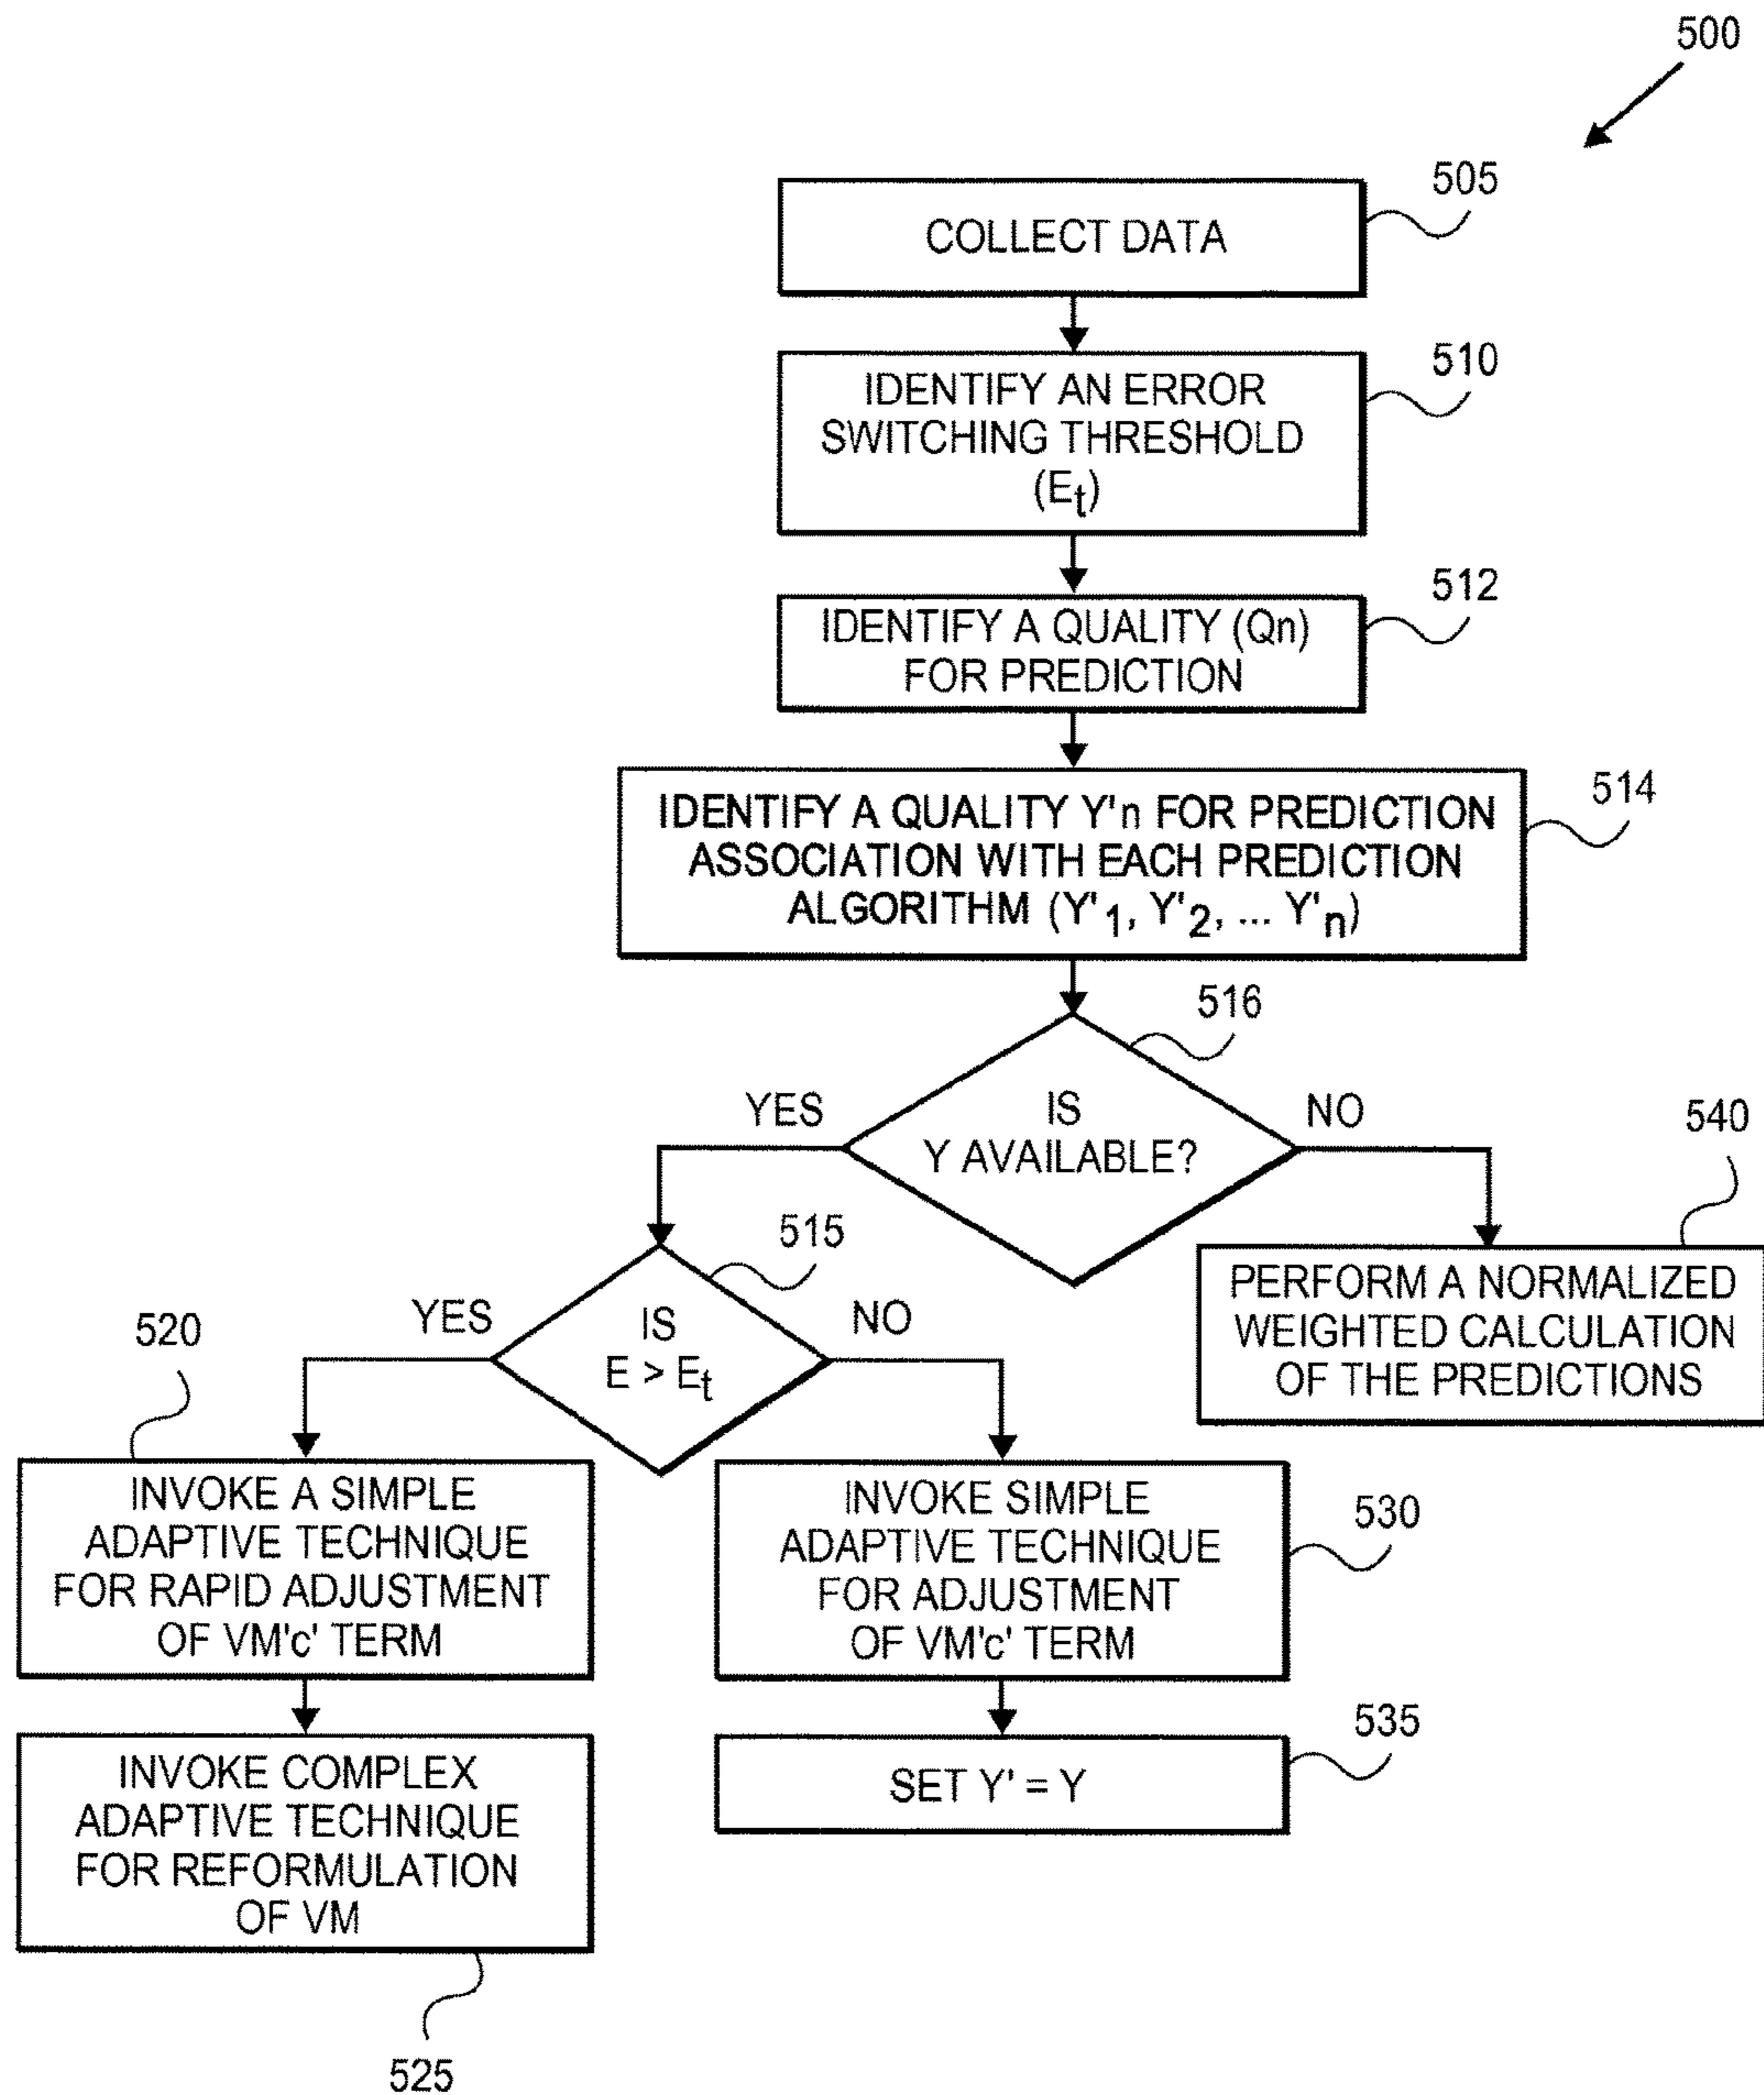 500
505
COLLECT DATA
510
IDENTIFY AN ERROR
SWITCHING THRESHOLD
(Et)
512
IDENTIFY A QUALITY (Qn)
FOR PREDICTION
514
IDENTIFY A QUALITY Y'n FOR PREDICTION
ASSOCIATION WITH EACH PREDICTION
ALGORITHM (Y'1, Y'2, ... Y'n)
516
YES
IS
Y AVAILABLE?
NO
540
515
PERFORM A NORMALIZED
WEIGHTED CALCULATION
OF THE PREDICTIONS
520
YES
IS
E > Et
NO
INVOKE A SIMPLE
ADAPTIVE TECHNIQUE
FOR RAPID ADJUSTMENT
OF VM'c' TERM
INVOKE SIMPLE
ADAPTIVE TECHNIQUE
FOR ADJUSTMENT
OF VM'c' TERM
530
INVOKE COMPLEX
ADAPTIVE TECHNIQUE
FOR REFORMULATION
OF VM
SET Y' = Y
535
525